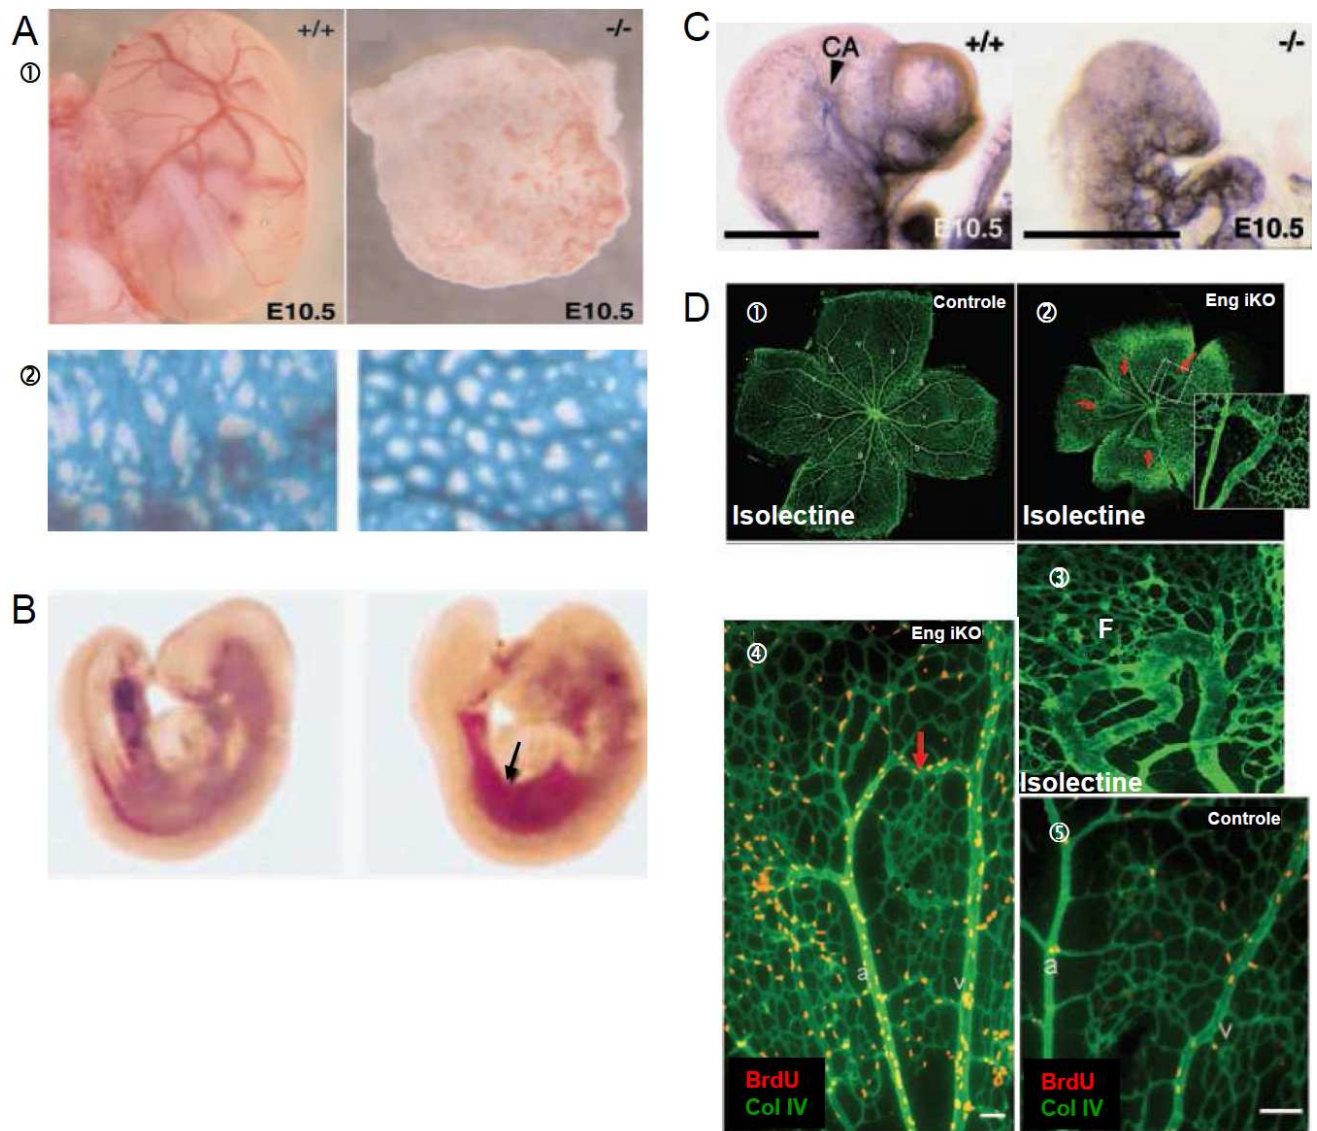 A
①
+/+
E10.5
-/-
E10.5
②
B
C
CA
+/+
E10.5
-/-
E10.5
D
①
Controle
Isolectine
②
Eng iKO
Isolectine
③
F
Isolectine
④
Eng iKO
a
v
BrdU
Col IV
⑤
Controle
a
v
BrdU
Col IV